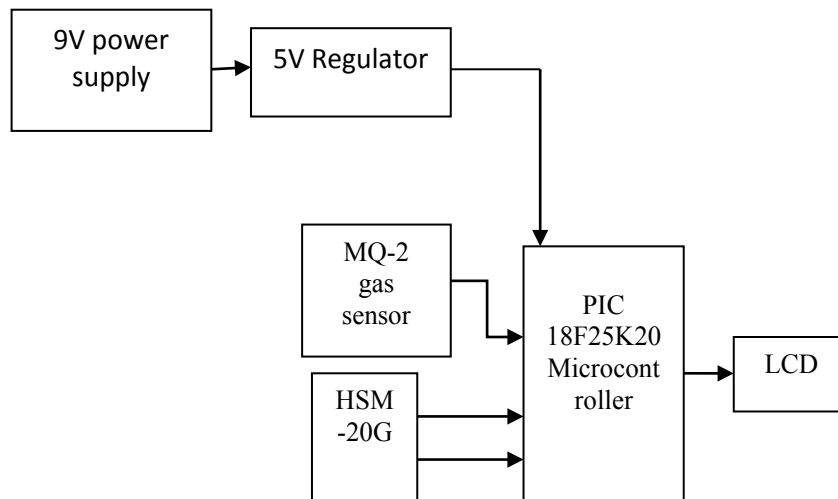 9V power
supply
5V Regulator
MQ-2
gas
sensor
PIC
18F25K20
Microcont
roller
LCD
HSM
-20G